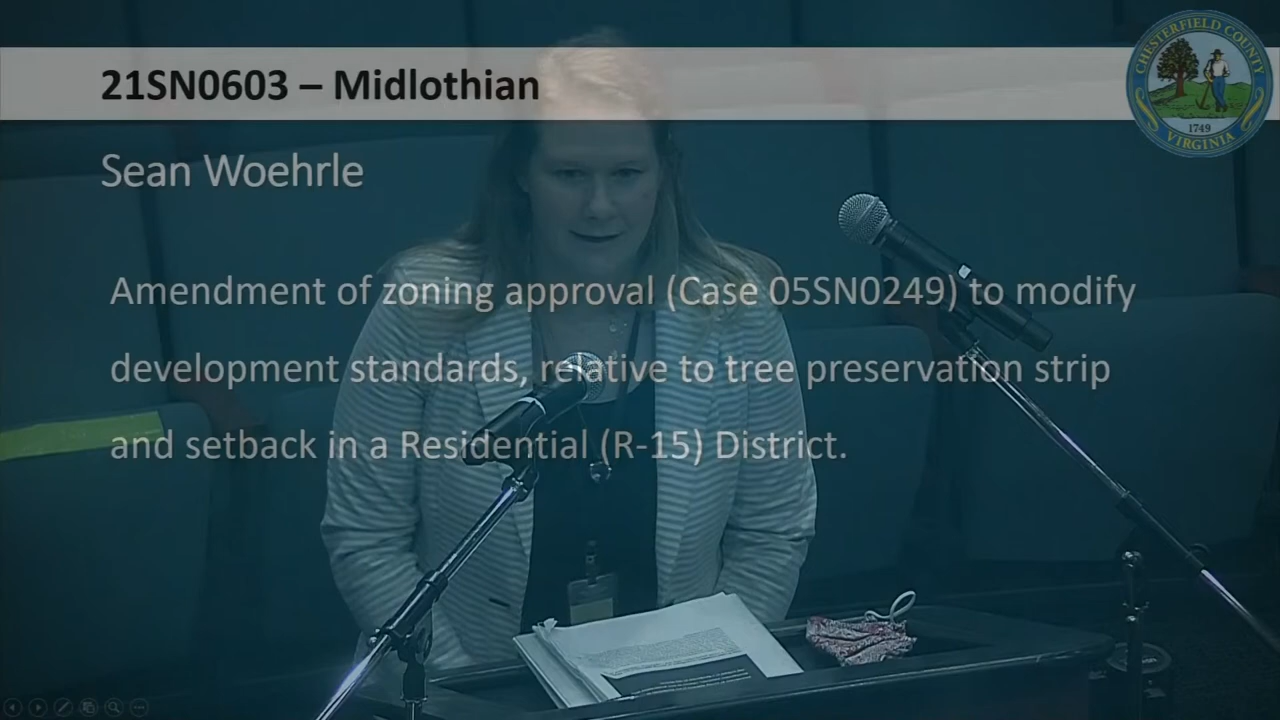 21SN0603 – Midlothian
CHESTERFIELD COUNTY
1749
VIRGINIA
Sean Woehrle
Amendment of zoning approval (Case 05SN0249) to modify
development standards, relative to tree preservation strip
and setback in a Residential (R-15) District.